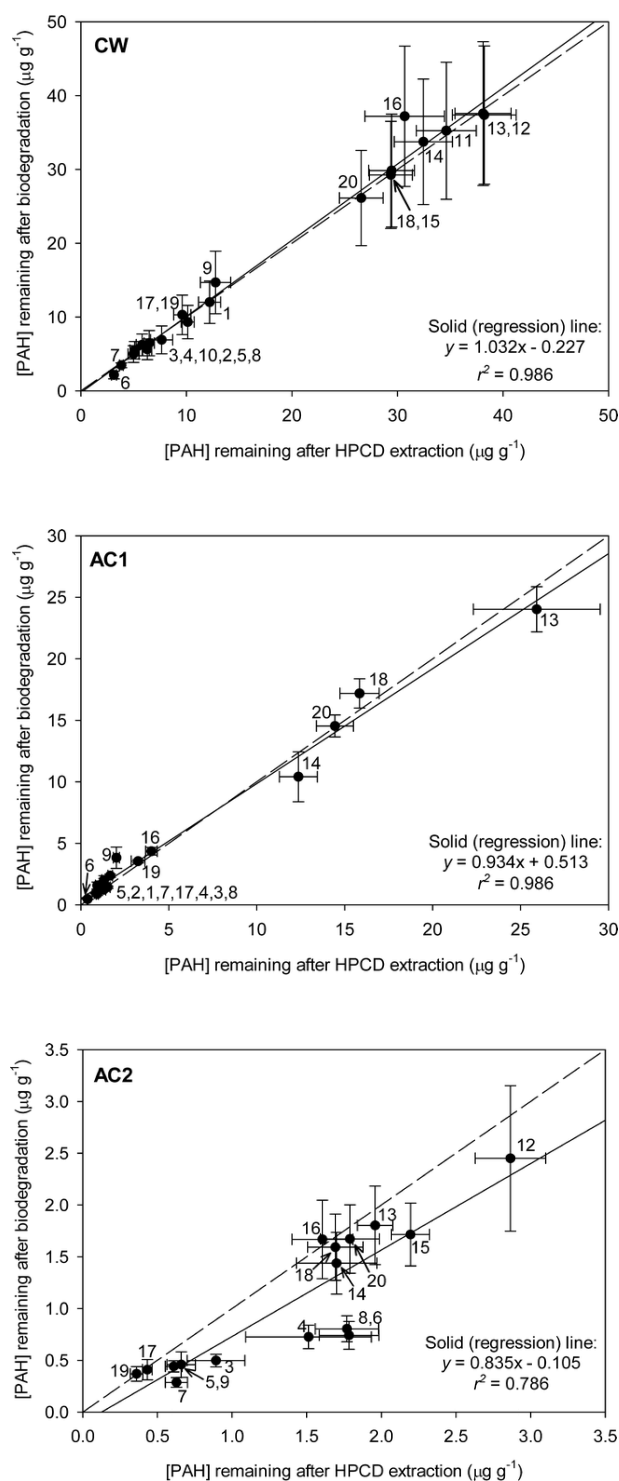 CW
[PAH] remaining after biodegradation (µg g-1)
50
40
30
20
10
0
16
13,12
11
14
20
18,15
9
17,19
1
7
3,4,10,2,5,8
6
Solid (regression) line:
y = 1.032x - 0.227
r2 = 0.986
0 10 20 30 40 50
[PAH] remaining after HPCD extraction (µg g-1)
AC1
[PAH] remaining after biodegradation (µg g-1)
30
25
20
15
10
5
0
13
18
20
14
16
9
6
19
5,2,1,7,17,4,3,8
Solid (regression) line:
y = 0.934x + 0.513
r2 = 0.986
0 5 10 15 20 25 30
[PAH] remaining after HPCD extraction (µg g-1)
AC2
[PAH] remaining after biodegradation (µg g-1)
3.5
3.0
2.5
2.0
1.5
1.0
0.5
0.0
12
13
16
15
18
20
14
8,6
4
17
19
3
5,9
7
Solid (regression) line:
y = 0.835x - 0.105
r2 = 0.786
0.0 0.5 1.0 1.5 2.0 2.5 3.0 3.5
[PAH] remaining after HPCD extraction (µg g-1)